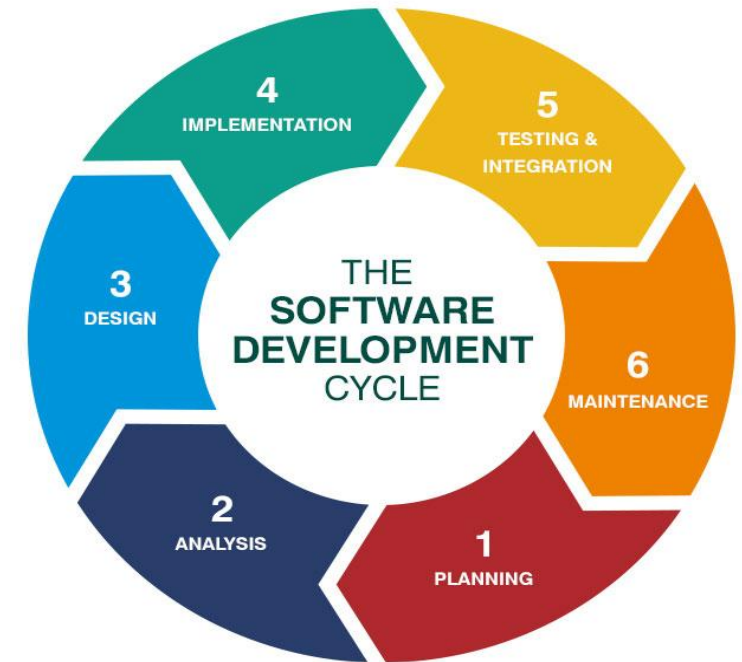 THE
SOFTWARE
DEVELOPMENT
CYCLE
1
PLANNING
2
ANALYSIS
3
DESIGN
4
IMPLEMENTATION
5
TESTING &
INTEGRATION
6
MAINTENANCE